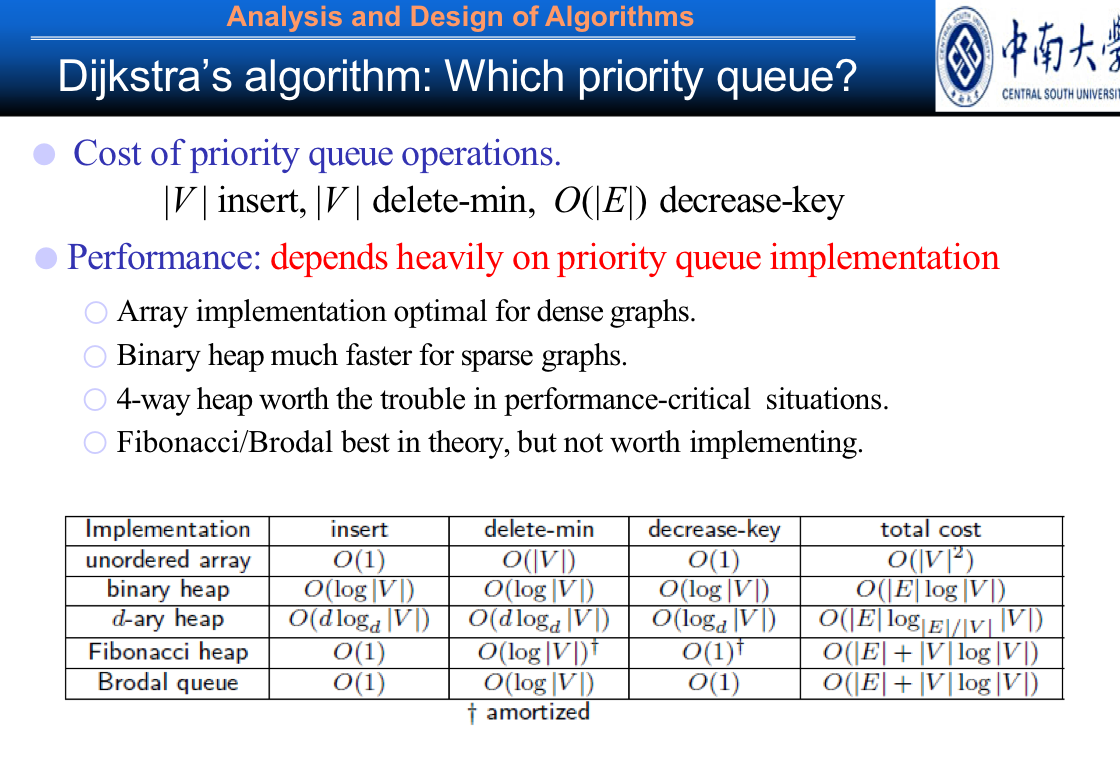 Analysis and Design of Algorithms
Dijkstra's algorithm: Which priority queue?
中南大学
CENTRAL SOUTH UNIVERSIT
Cost of priority queue operations.
|V| insert, |V| delete-min, O(|E|) decrease-key
Performance: depends heavily on priority queue implementation
Array implementation optimal for dense graphs.
Binary heap much faster for sparse graphs.
4-way heap worth the trouble in performance-critical situations.
Fibonacci/Brodal best in theory, but not worth implementing.
Implementation insert delete-min decrease-key total cost
unordered array O(1) O(|V|) O(1) O(|V|²)
binary heap O(log|V|) O(log|V|) O(log|V|) O(|E|log|V|)
d-ary heap O(d log_d |V|) O(d log_d |V|) O(log_d |V|) O(|E|log_{|E|/|V|} |V|)
Fibonacci heap O(1) O(log|V|)† O(1)† O(|E| + |V|log|V|)
Brodal queue O(1) O(log|V|) O(1) O(|E| + |V|log|V|)
† amortized